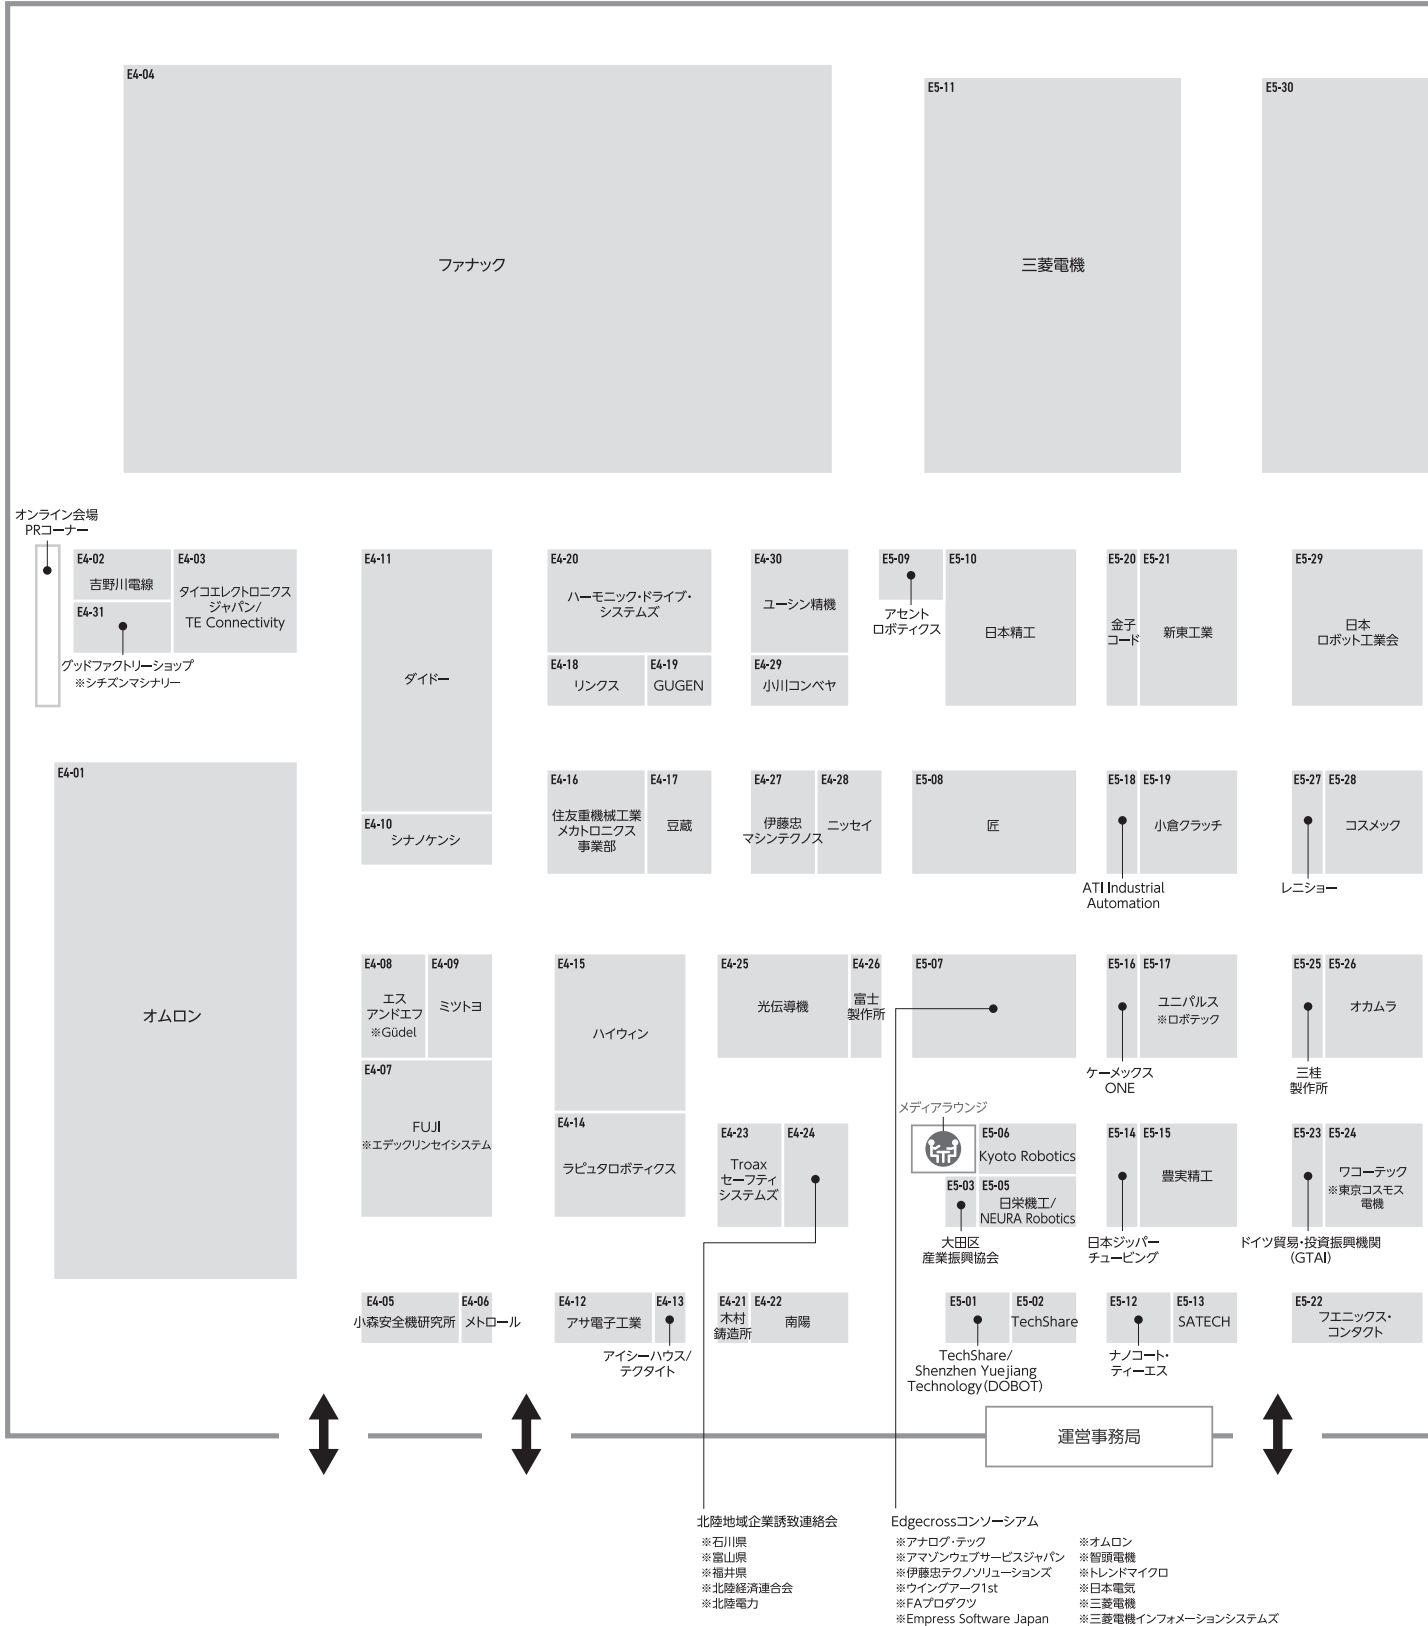 E4-04
ファナック
E5-11
三菱電機
E5-30
オンライン会場
PRコーナー
E4-02
吉野川電線
E4-31
グッドファクトリーショップ
※シチズンマシナリー
E4-03
タイコエレクトロニクス
ジャパン/
TE Connectivity
E4-11
ダイドー
E4-20
ハーモニック・ドライブ・
システムズ
E4-18
リンクス
E4-19
GUGEN
E4-30
ユーシン精機
E4-29
小川コンベヤ
E5-09
アセント
ロボティクス
E5-10
日本精工
E5-20
金子
コード
E5-21
新東工業
E5-29
日本
ロボット工業会
E4-01
オムロン
E4-10
シナノケンシ
E4-16
住友重機械工業
メカトロニクス
事業部
E4-17
豆蔵
E4-27
伊藤忠
マシンテクノス
E4-28
ニッセイ
E5-08
匠
E5-18
ATI Industrial
Automation
E5-19
小倉クラッチ
E5-27
レニショー
E5-28
コスメック
E4-08
エス
アンドエフ
※Güdel
E4-09
ミツトヨ
E4-07
FUJI
※エデックリンセイシステム
E4-15
ハイウィン
E4-14
ラピュタロボティクス
E4-25
光伝導機
E4-26
富士
製作所
E5-07
E5-16
ケーメックス
ONE
E5-17
ユニパルス
※ロボテック
E5-25
三桂
製作所
E5-26
オカムラ
E4-23
Troax
セーフティ
システムズ
E4-24
メディアラウンジ
E5-06
Kyoto Robotics
E5-03
大田区
産業振興協会
E5-05
日栄機工/
NEURA Robotics
E5-14
日本ジッパー
チュービング
E5-15
豊実精工
E5-23
ドイツ貿易・投資振興機関
(GTAI)
E5-24
ワコーテック
※東京コスモス
電機
E4-05
小森安全機研究所
E4-06
メトロール
E4-12
アサ電子工業
E4-13
アイシーハウス/
テクタイト
E4-21
木村
鋳造所
E4-22
南陽
E5-01
TechShare/
Shenzhen Yuejiang
Technology(DOBOT)
E5-02
TechShare
E5-12
ナノコート・
ティーエス
E5-13
SATECH
E5-22
フエニックス・
コンタクト
運営事務局
北陸地域企業誘致連絡会
※石川県
※富山県
※福井県
※北陸経済連合会
※北陸電力
Edgecrossコンソーシアム
※アナログ・テック
※アマゾンウェブサービスジャパン
※伊藤忠テクノソリューションズ
※ウイングアーク1st
※FAプロダクツ
※Empress Software Japan
※オムロン
※智頭電機
※トレンドマイクロ
※日本電気
※三菱電機
※三菱電機インフォメーションシステムズ